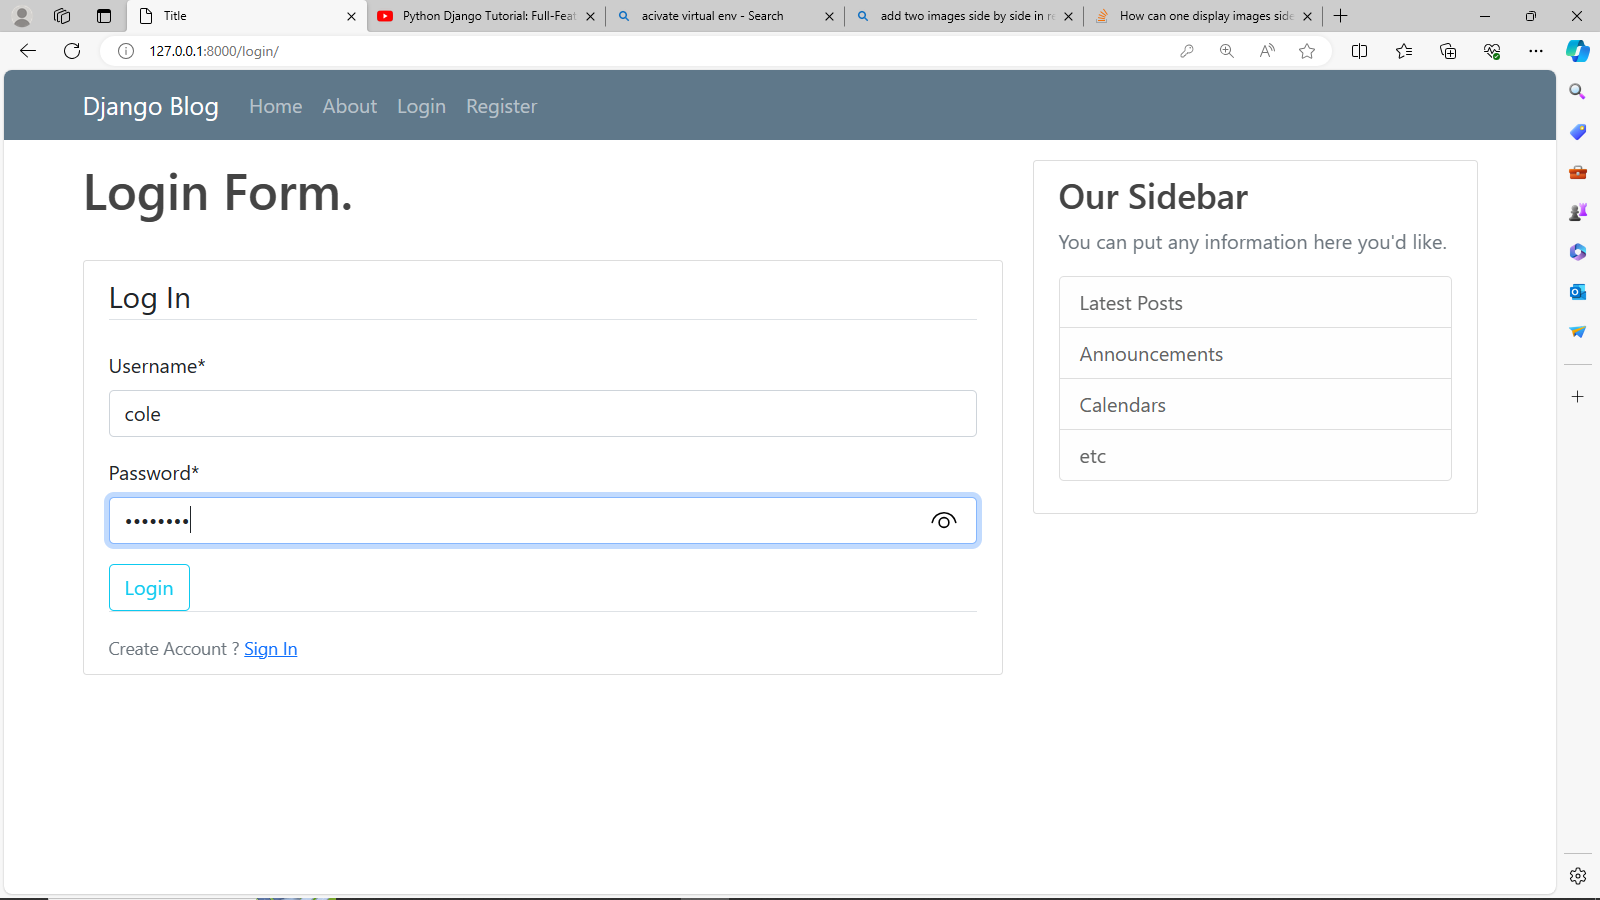 Title
Python Django Tutorial: Full-Feat
acivate virtual env - Search
add two images side by side in re
How can one display images side
127.0.0.1:8000/login/
Django Blog
Home
About
Login
Register
Login Form.
Log In
Username*
cole
Password*
••••••••
Login
Create Account ? Sign In
Our Sidebar
You can put any information here you'd like.
Latest Posts
Announcements
Calendars
etc